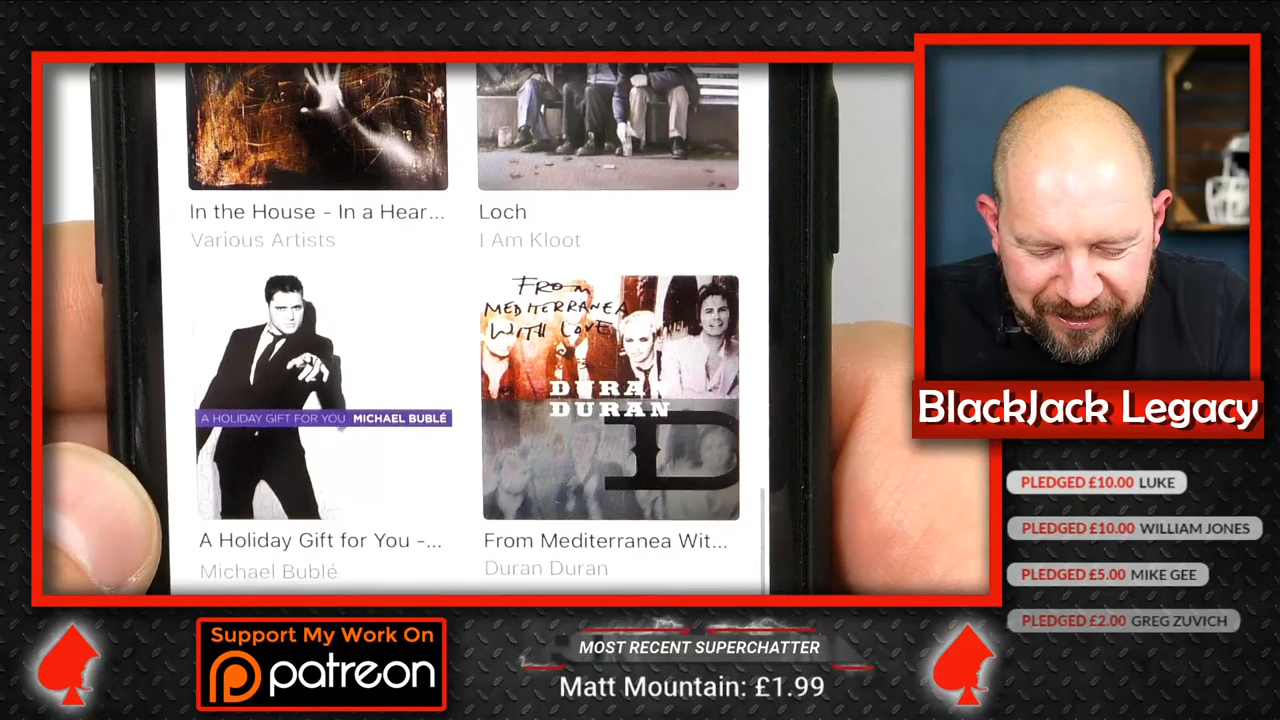 In the House - In a Hear...
Various Artists
Loch
I Am Kloot
A HOLIDAY GIFT FOR YOU MICHAEL BUBLÉ
FROM
MEDITERRANEA
WITH LOVE
DURAN
DURAN
D
A Holiday Gift for You -...
Michael Bublé
From Mediterranea Wit...
Duran Duran
BlackJack Legacy
PLEDGED £10.00 LUKE
PLEDGED £10.00 WILLIAM JONES
PLEDGED £5.00 MIKE GEE
PLEDGED £2.00 GREG ZUVICH
Support My Work On
patreon
MOST RECENT SUPERCHATTER
Matt Mountain: £1.99